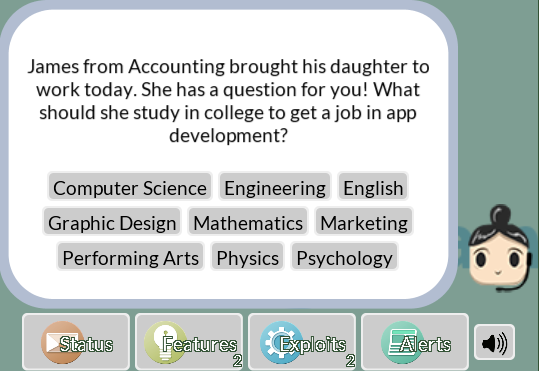 James from Accounting brought his daughter to
work today. She has a question for you! What
should she study in college to get a job in app
development?
Computer Science Engineering English
Graphic Design Mathematics Marketing
Performing Arts Physics Psychology
Status Features 2 Exploits 2 Alerts